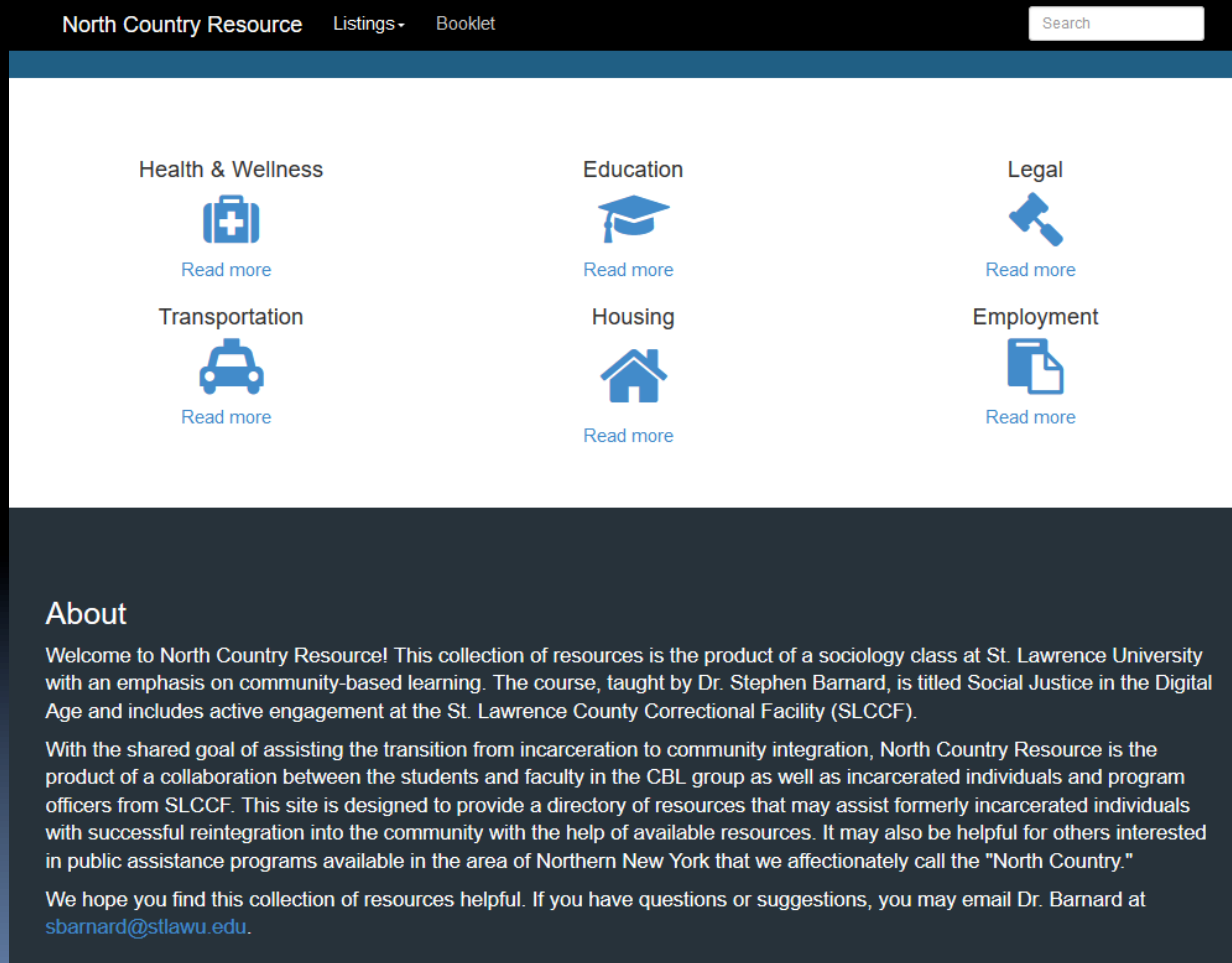 North Country Resource Listings Booklet Search
Health & Wellness Education Legal
Read more Read more Read more
Transportation Housing Employment
Read more Read more Read more
About
Welcome to North Country Resource! This collection of resources is the product of a sociology class at St. Lawrence University
with an emphasis on community-based learning. The course, taught by Dr. Stephen Barnard, is titled Social Justice in the Digital
Age and includes active engagement at the St. Lawrence County Correctional Facility (SLCCF).
With the shared goal of assisting the transition from incarceration to community integration, North Country Resource is the
product of a collaboration between the students and faculty in the CBL group as well as incarcerated individuals and program
officers from SLCCF. This site is designed to provide a directory of resources that may assist formerly incarcerated individuals
with successful reintegration into the community with the help of available resources. It may also be helpful for others interested
in public assistance programs available in the area of Northern New York that we affectionately call the "North Country."
We hope you find this collection of resources helpful. If you have questions or suggestions, you may email Dr. Barnard at
sbarnard@stlawu.edu.